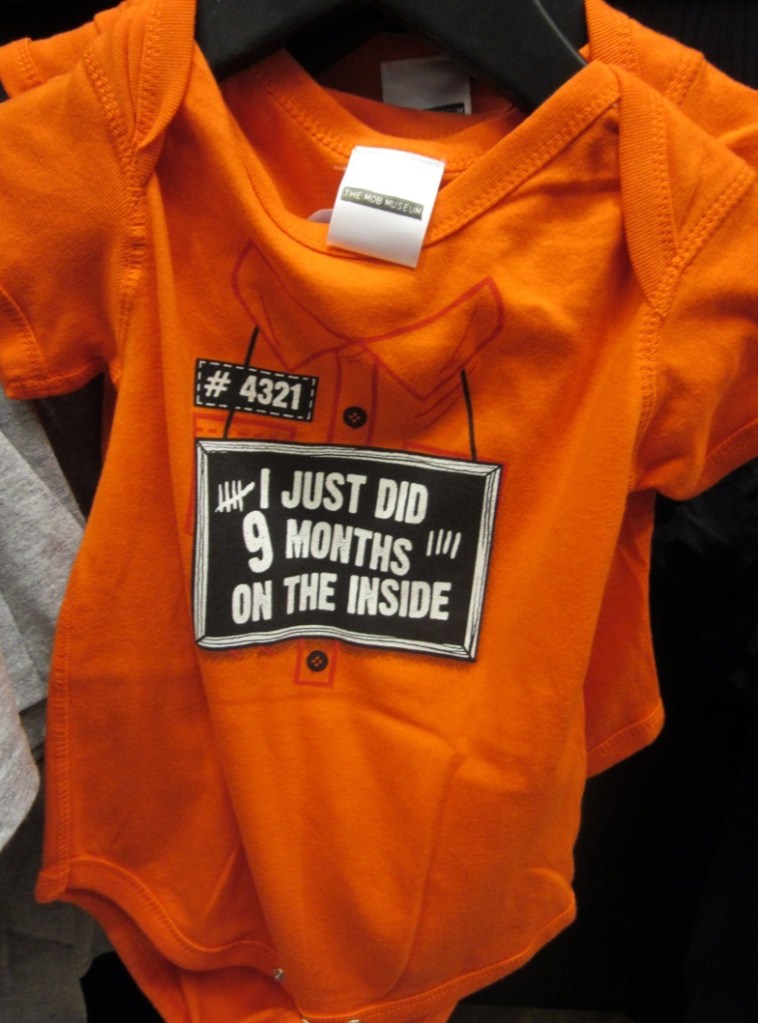 THE MOB MUSEUM
# 4321
I JUST DID
9 MONTHS
ON THE INSIDE